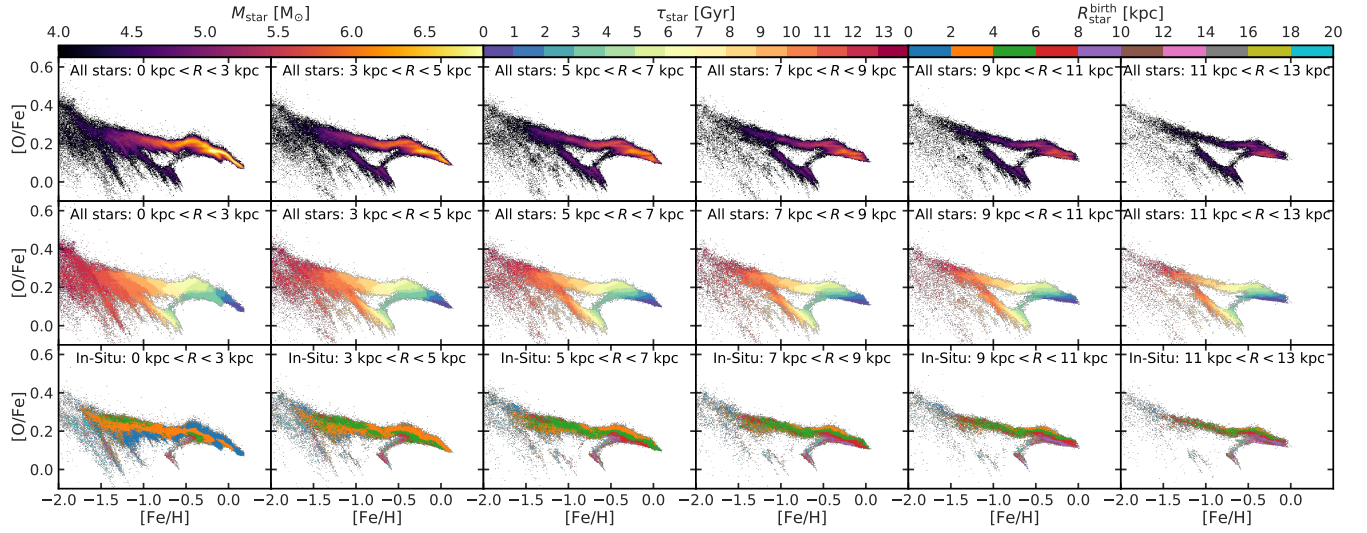 M_star [M_⊙] τ_star [Gyr] R_star^birth [kpc]
4.0 4.5 5.0 5.5 6.0 6.5 0 1 2 3 4 5 6 7 8 9 10 11 12 13 0 2 4 6 8 10 12 14 16 18 20
All stars: 0 kpc < R < 3 kpc All stars: 3 kpc < R < 5 kpc All stars: 5 kpc < R < 7 kpc All stars: 7 kpc < R < 9 kpc All stars: 9 kpc < R < 11 kpc All stars: 11 kpc < R < 13 kpc
0.6
0.4
0.2
0.0
[O/Fe]
All stars: 0 kpc < R < 3 kpc All stars: 3 kpc < R < 5 kpc All stars: 5 kpc < R < 7 kpc All stars: 7 kpc < R < 9 kpc All stars: 9 kpc < R < 11 kpc All stars: 11 kpc < R < 13 kpc
0.6
0.4
0.2
0.0
[O/Fe]
In-Situ: 0 kpc < R < 3 kpc In-Situ: 3 kpc < R < 5 kpc In-Situ: 5 kpc < R < 7 kpc In-Situ: 7 kpc < R < 9 kpc In-Situ: 9 kpc < R < 11 kpc In-Situ: 11 kpc < R < 13 kpc
0.6
0.4
0.2
0.0
[O/Fe]
−2.0 −1.5 −1.0 −0.5 0.0 −2.0 −1.5 −1.0 −0.5 0.0 −2.0 −1.5 −1.0 −0.5 0.0 −2.0 −1.5 −1.0 −0.5 0.0 −2.0 −1.5 −1.0 −0.5 0.0 −2.0 −1.5 −1.0 −0.5 0.0
[Fe/H] [Fe/H] [Fe/H] [Fe/H] [Fe/H] [Fe/H]